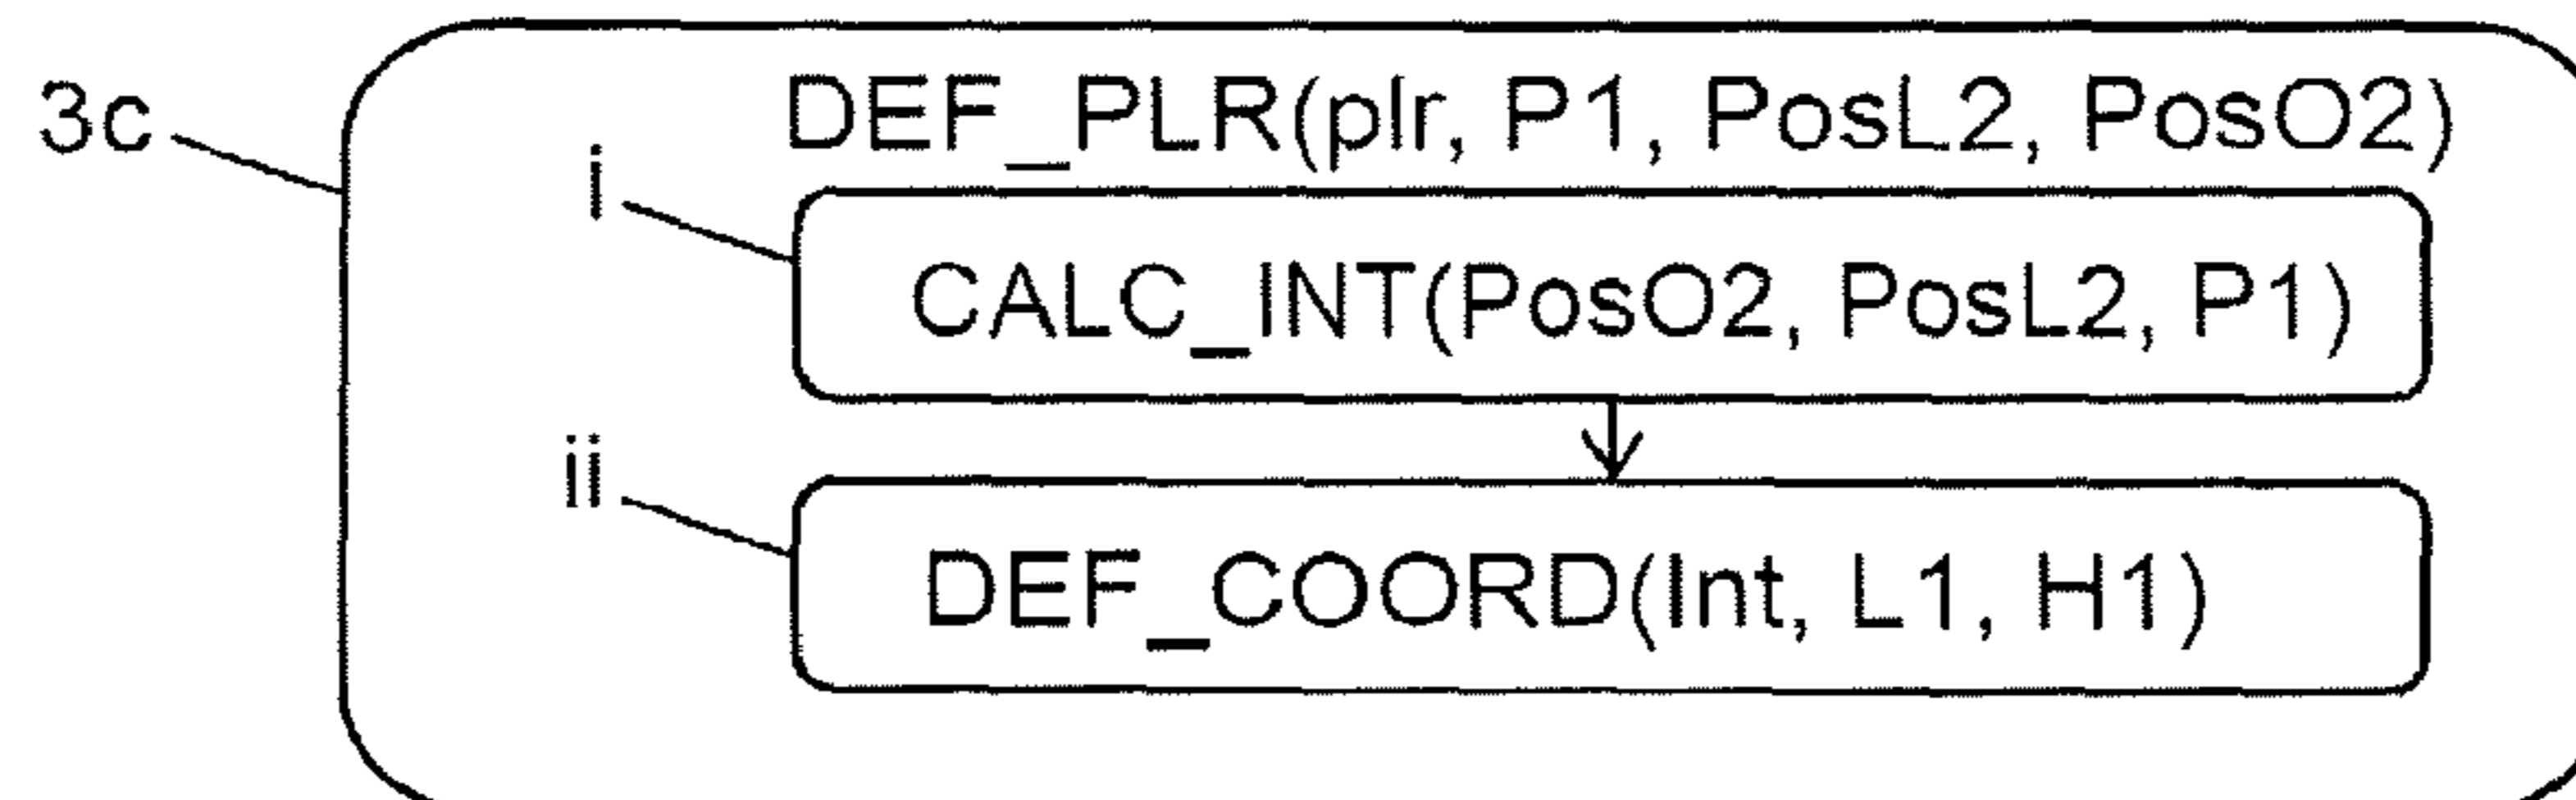 3c
DEF_PLR(plr, P1, PosL2, PosO2)
i
CALC_INT(PosO2, PosL2, P1)
ii
DEF_COORD(Int, L1, H1)